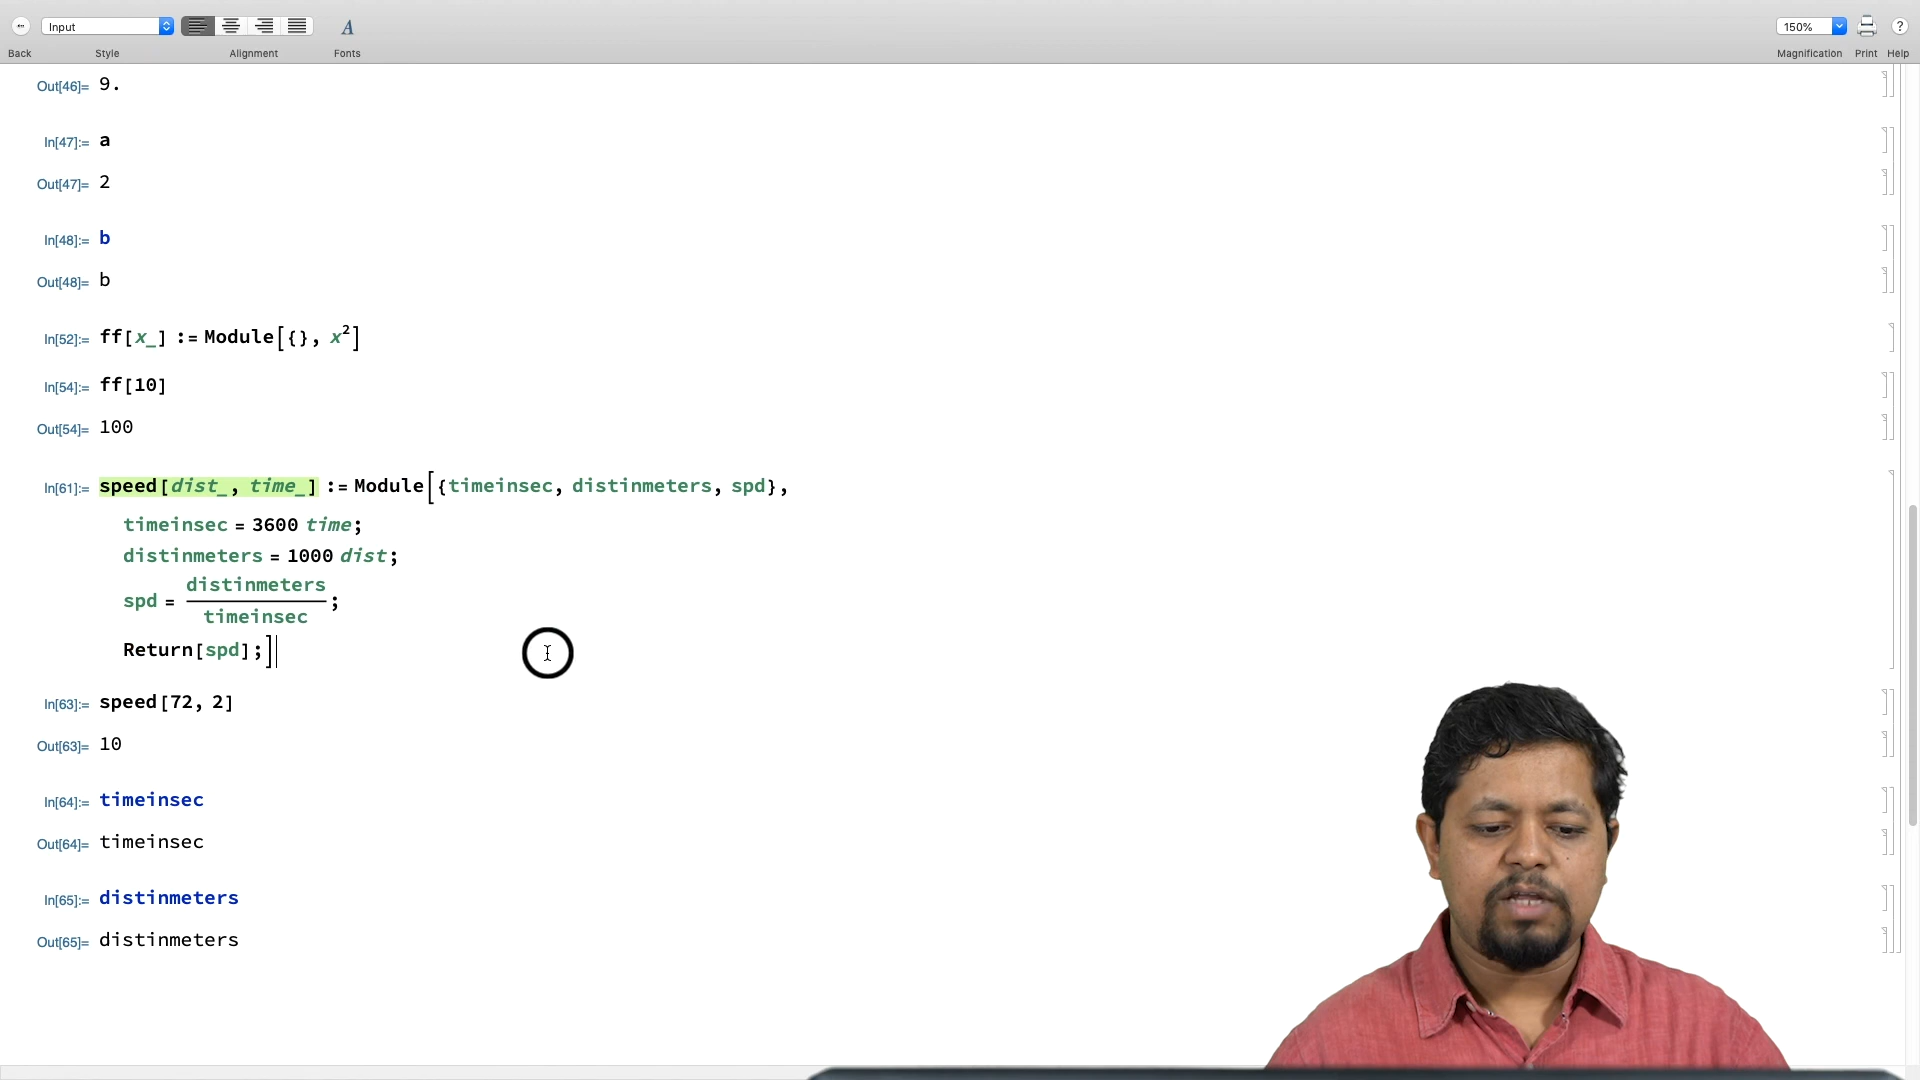 Input
150%
Back
Style
Alignment
Fonts
Magnification
Print
Help
Out[46]= 9.
In[47]:= a
Out[47]= 2
In[48]:= b
Out[48]= b
In[52]:= ff[x_] := Module[{}, x²]
In[54]:= ff[10]
Out[54]= 100
In[61]:= speed[dist_, time_] := Module[{timeinsec, distinmeters, spd},
timeinsec = 3600 time;
distinmeters = 1000 dist;
spd = distinmeters / timeinsec;
Return[spd];]
In[63]:= speed[72, 2]
Out[63]= 10
In[64]:= timeinsec
Out[64]= timeinsec
In[65]:= distinmeters
Out[65]= distinmeters